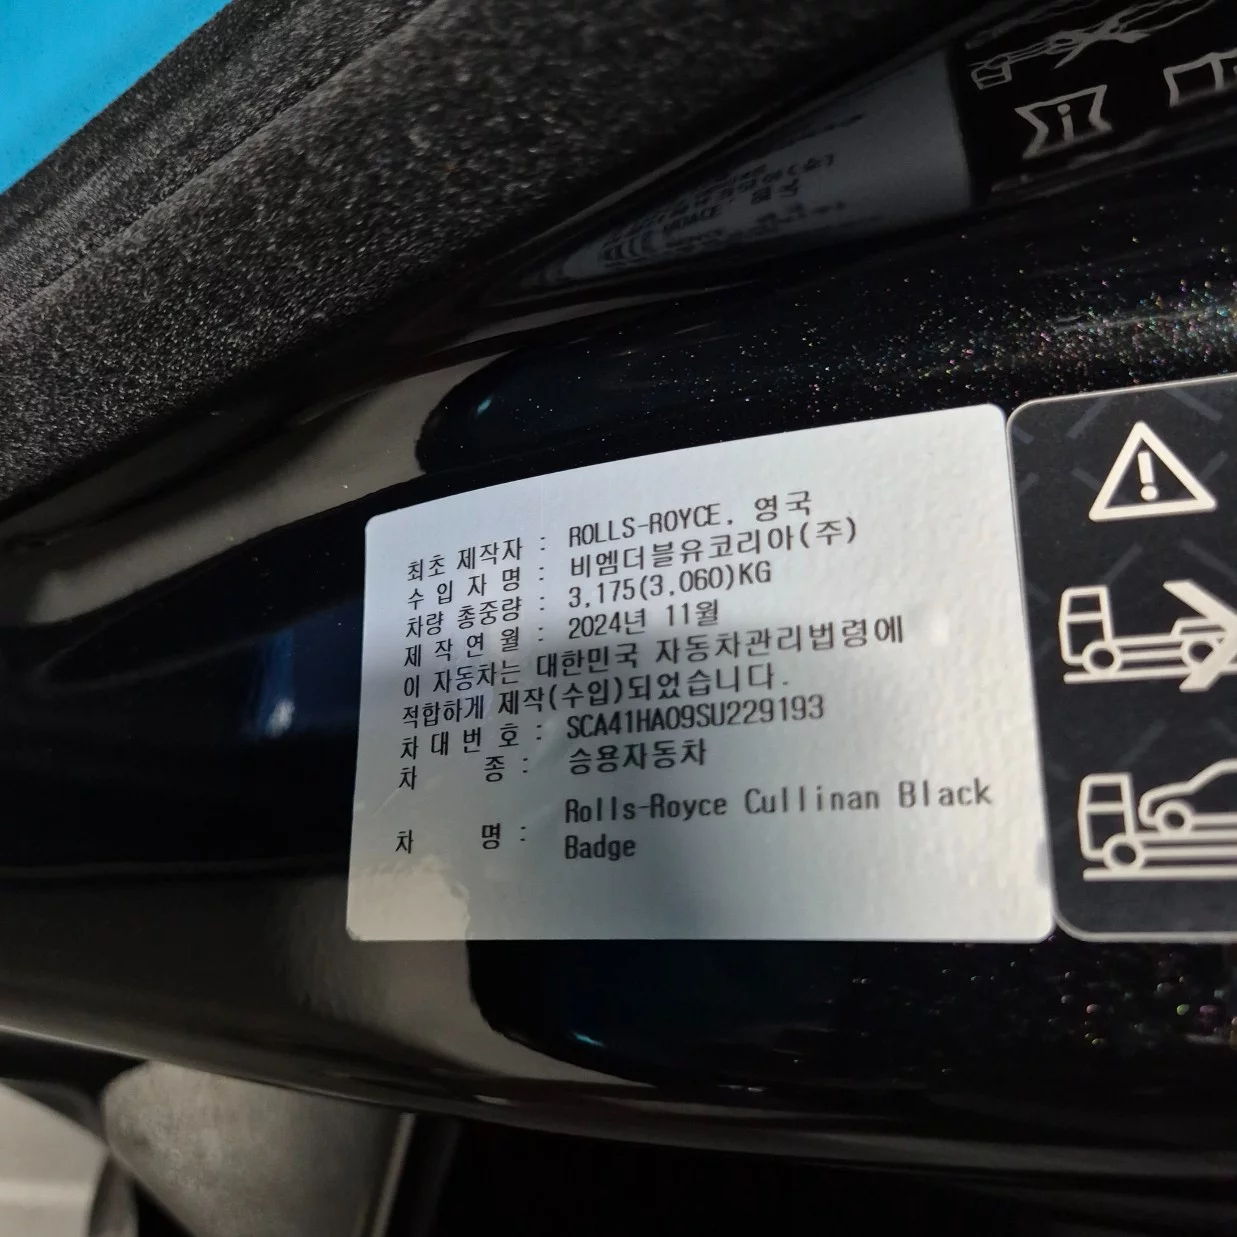 최초 제작자 : ROLLS-ROYCE, 영국
수 입 자 명 : 비엠더블유코리아(주)
차량 총중량 : 3,175(3,060)KG
제 작 연 월 : 2024년 11월
이 자동차는 대한민국 자동차관리법령에
적합하게 제작(수입)되었습니다.
차 대 번 호 : SCA41HA09SU229193
차 종 : 승용자동차
차 명 : Rolls-Royce Cullinan Black
Badge